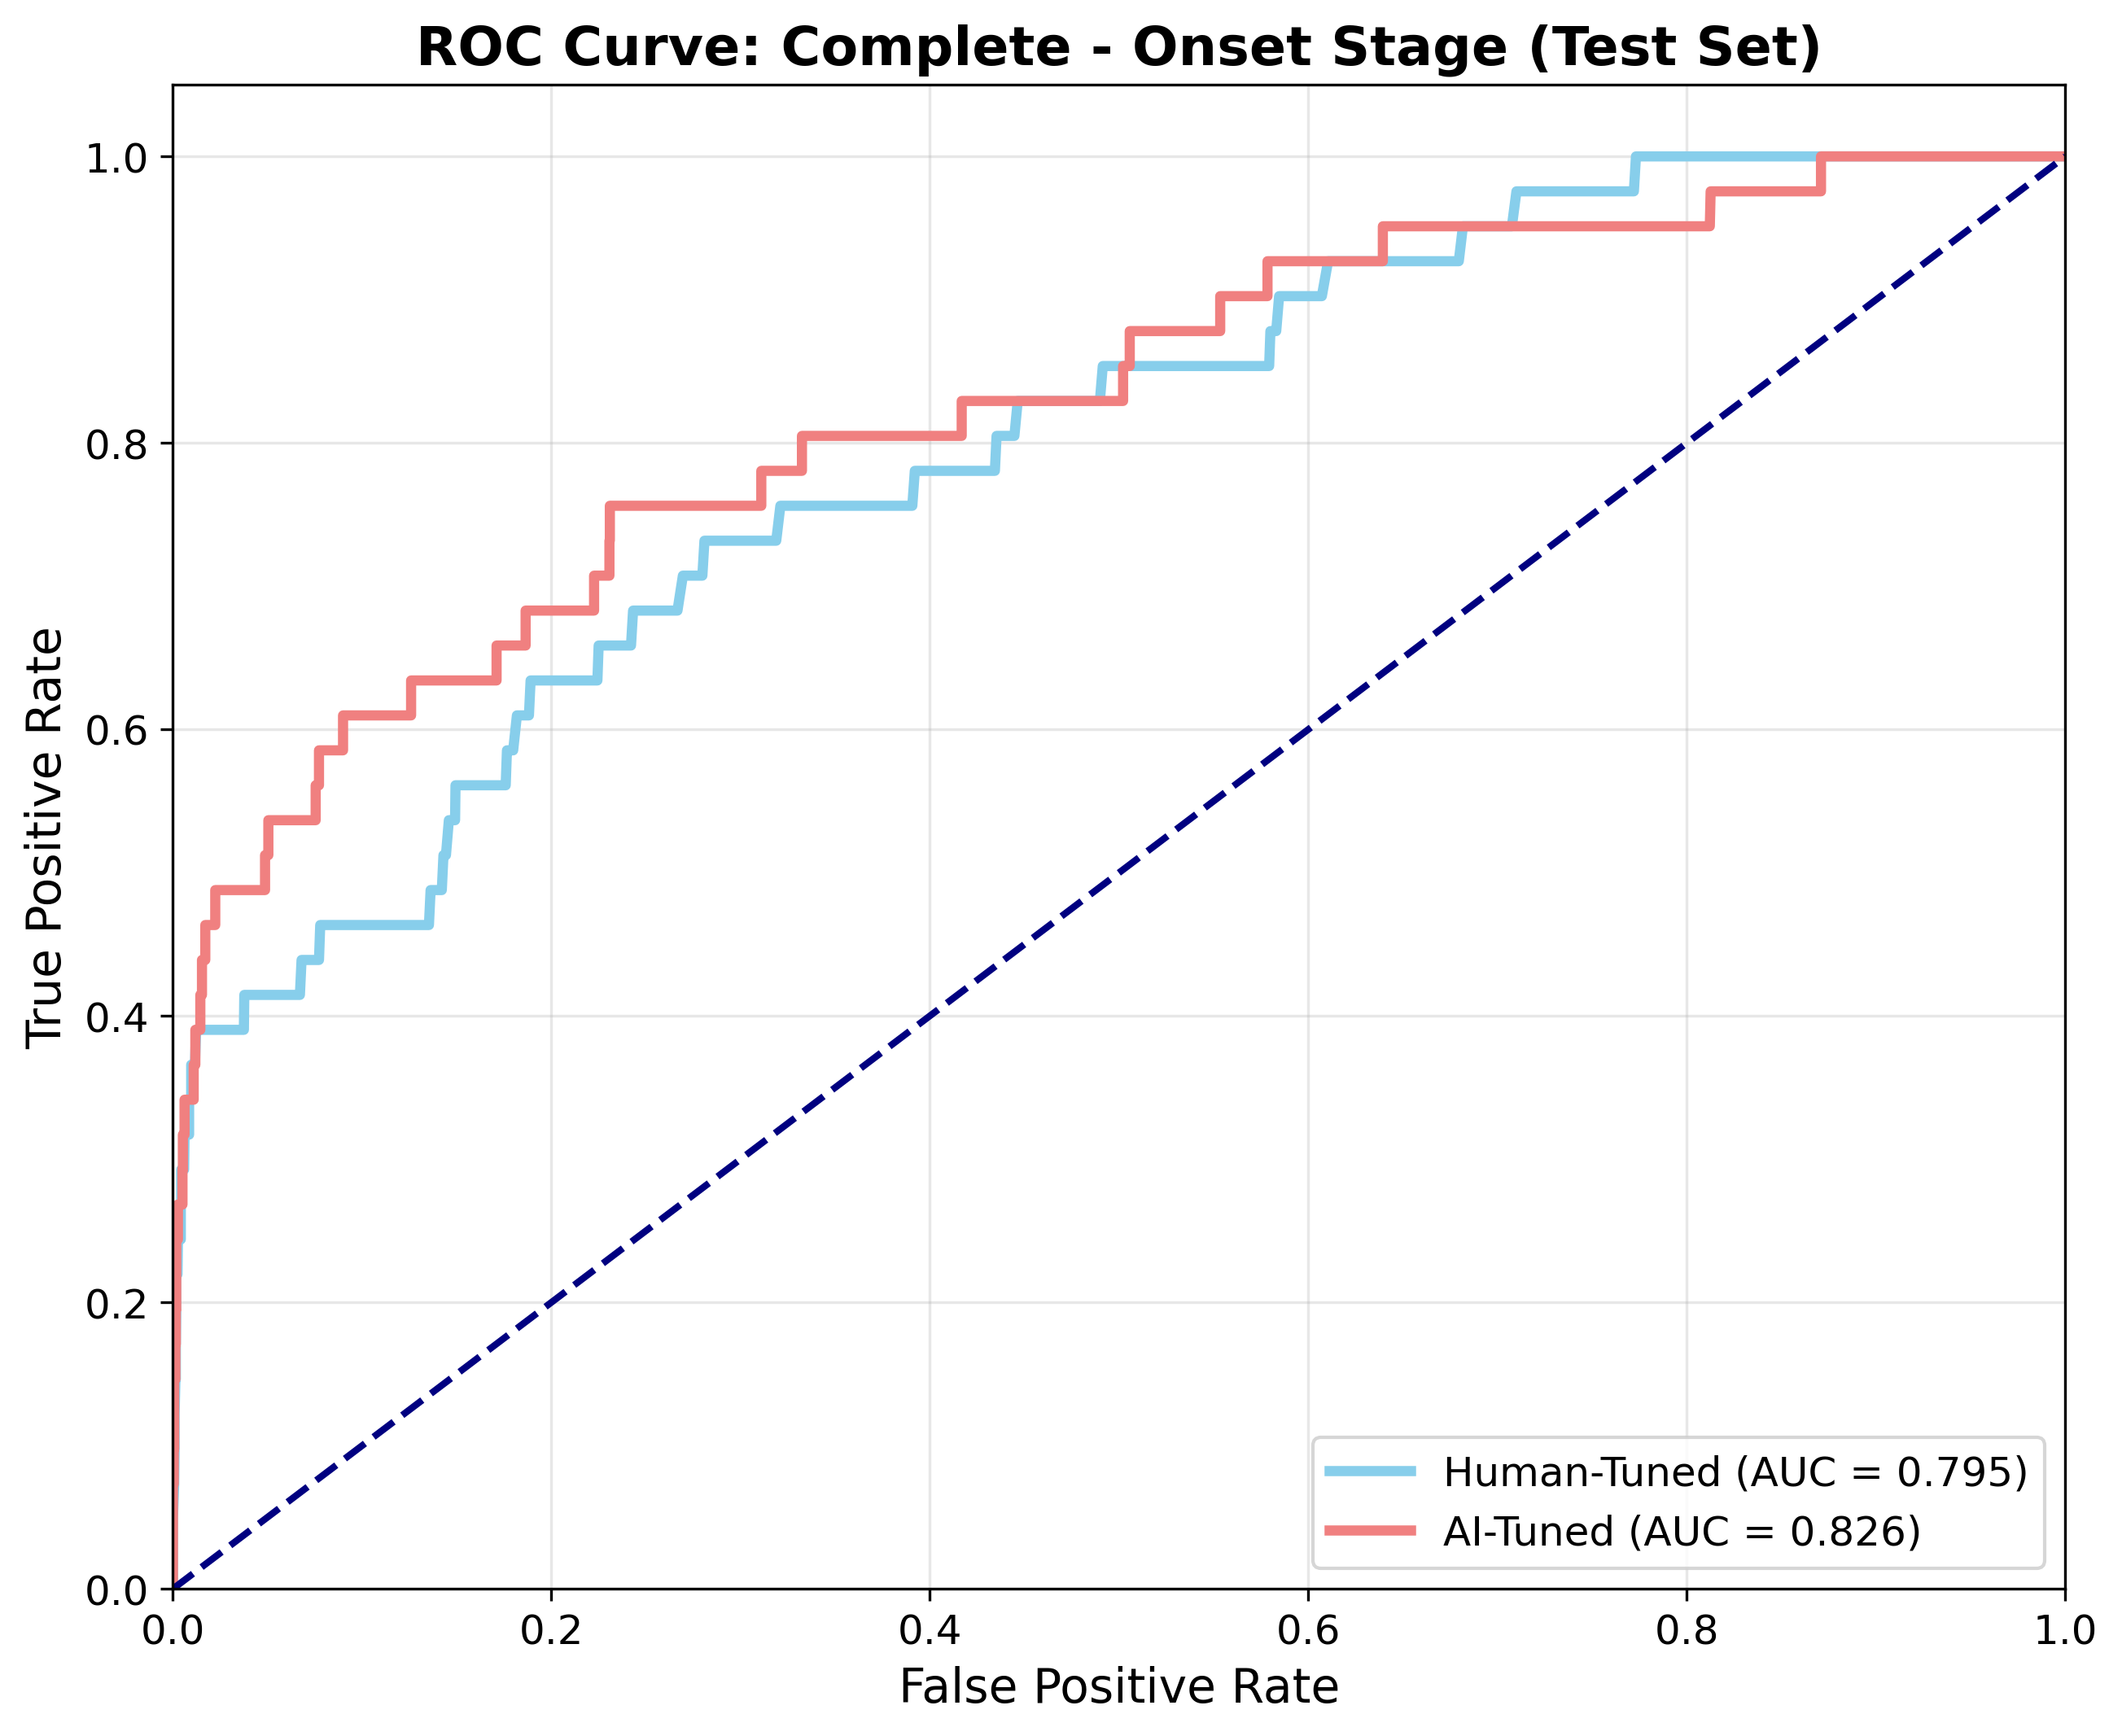 ROC Curve: Complete - Onset Stage (Test Set)
1.0
0.8
0.6
0.4
0.2
0.0
True Positive Rate
0.0 0.2 0.4 0.6 0.8 1.0
False Positive Rate
Human-Tuned (AUC = 0.795)
AI-Tuned (AUC = 0.826)